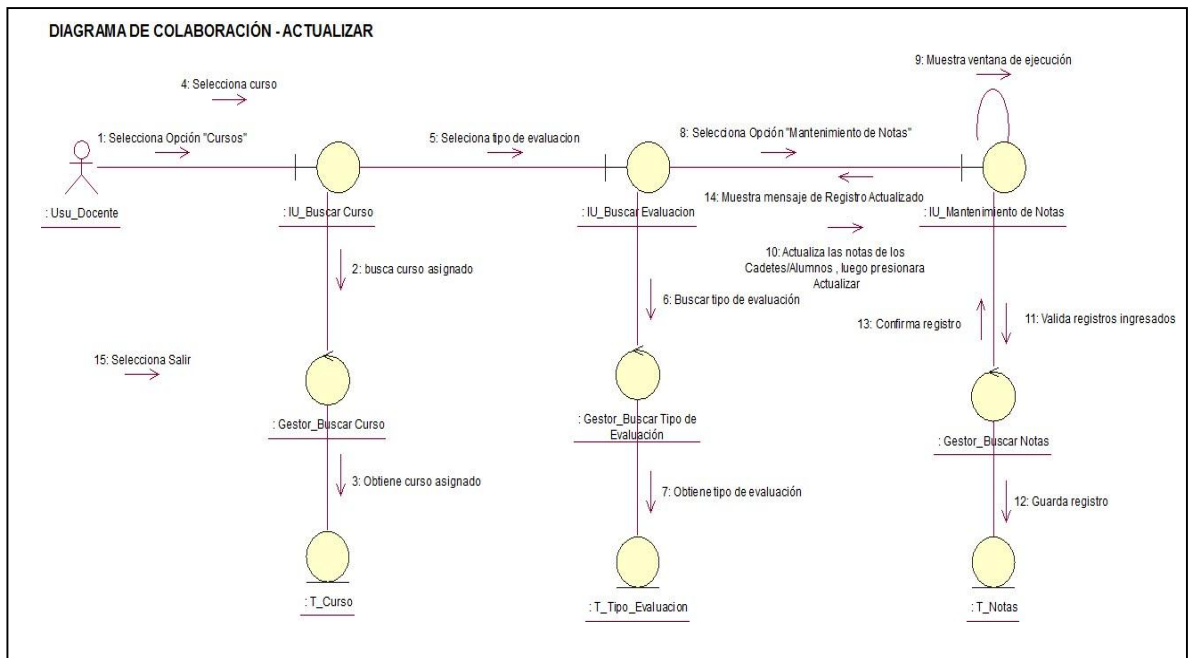 DIAGRAMA DE COLABORACIÓN - ACTUALIZAR
9: Muestra ventana de ejecución
4: Selecciona curso
1: Selecciona Opción "Cursos"
5: Seleciona tipo de evaluacion
8: Selecciona Opción "Mantenimiento de Notas"
14: Muestra mensaje de Registro Actualizado
: Usu_Docente
: IU_Buscar Curso
: IU_Buscar Evaluacion
: IU_Mantenimiento de Notas
10: Actualiza las notas de los
Cadetes/Alumnos , luego presionara
Actualizar
2: busca curso asignado
6: Buscar tipo de evaluación
13: Confirma registro
11: Valida registros ingresados
15: Selecciona Salir
: Gestor_Buscar Curso
: Gestor_Buscar Tipo de
Evaluación
: Gestor_Buscar Notas
3: Obtiene curso asignado
7: Obtiene tipo de evaluación
12: Guarda registro
: T_Curso
: T_Tipo_Evaluacion
: T_Notas